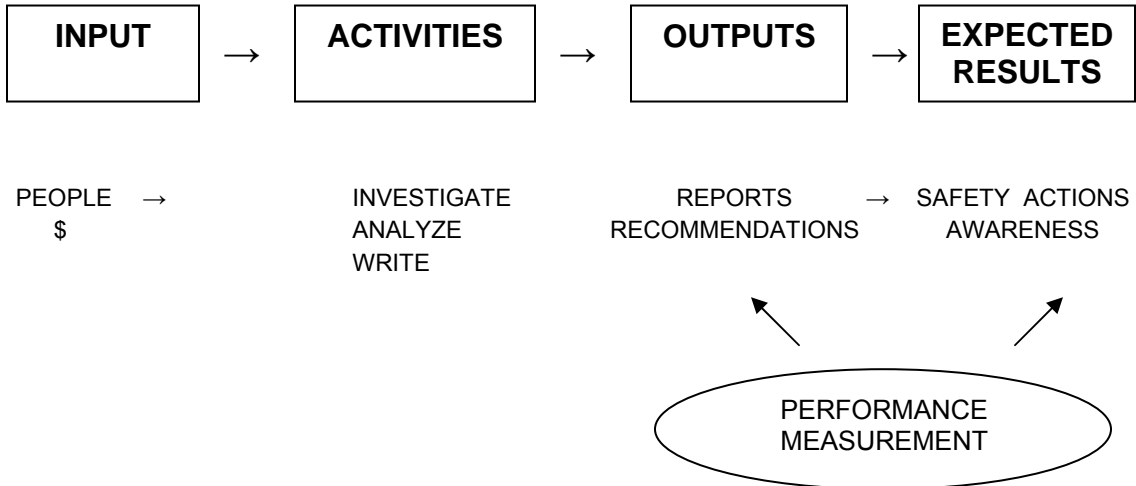 INPUT → ACTIVITIES → OUTPUTS → EXPECTED
RESULTS
PEOPLE → INVESTIGATE REPORTS → SAFETY ACTIONS
$ ANALYZE RECOMMENDATIONS AWARENESS
WRITE
PERFORMANCE
MEASUREMENT